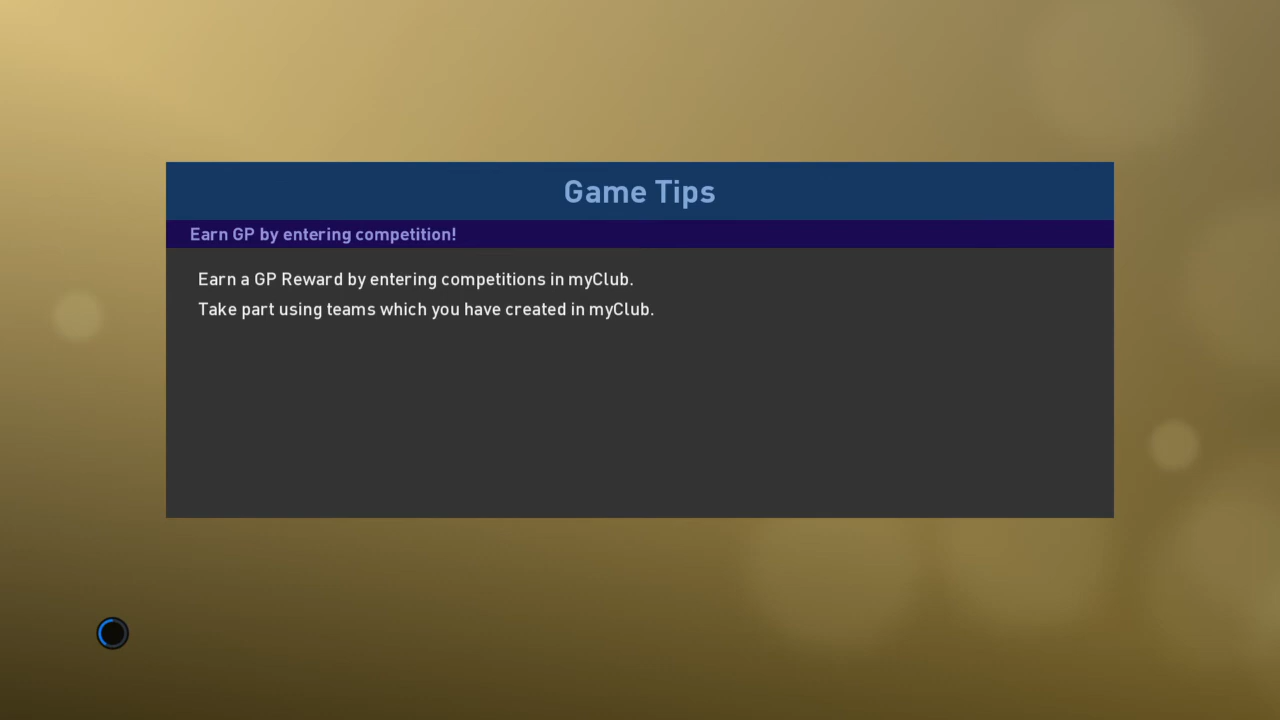 Game Tips
Earn GP by entering competition!
Earn a GP Reward by entering competitions in myClub.
Take part using teams which you have created in myClub.